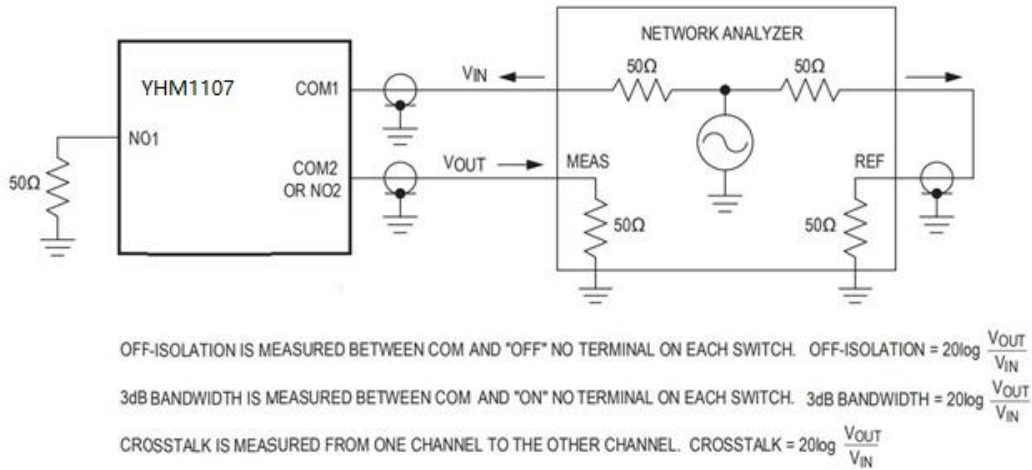 NETWORK ANALYZER
YHM1107
COM1
VIN
50Ω
50Ω
NO1
COM2
OR NO2
VOUT
MEAS
REF
50Ω
50Ω
50Ω
OFF-ISOLATION IS MEASURED BETWEEN COM AND "OFF" NO TERMINAL ON EACH SWITCH. OFF-ISOLATION = 20log VOUT/VIN
3dB BANDWIDTH IS MEASURED BETWEEN COM AND "ON" NO TERMINAL ON EACH SWITCH. 3dB BANDWIDTH = 20log VOUT/VIN
CROSSTALK IS MEASURED FROM ONE CHANNEL TO THE OTHER CHANNEL. CROSSTALK = 20log VOUT/VIN